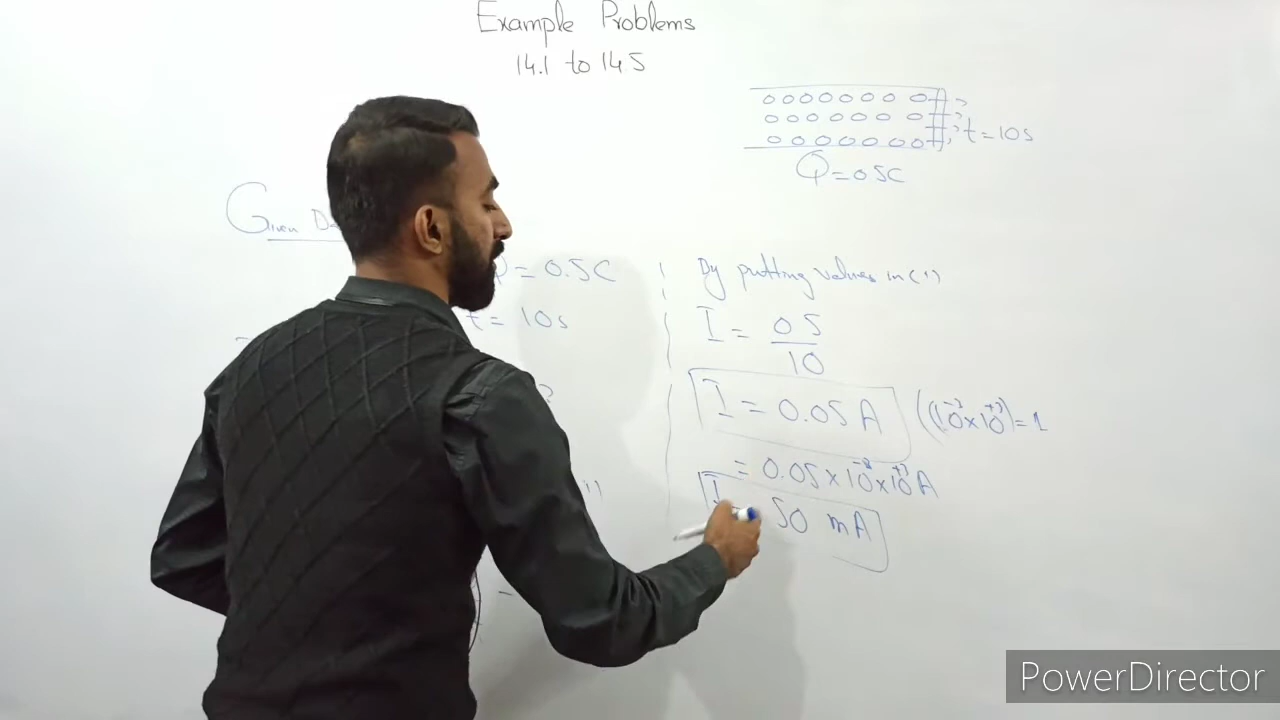 Example Problems
14.1 to 14.5
t = 10s
Q = 0.5C
Given
= 0.5C
t = 10s
?
By putting values in (i)
I = 0.5
10
I = 0.05 A
(10⁻³×10⁺³) = 1
= 0.05 × 10⁻³ × 10⁺³ A
I
50 mA
PowerDirector